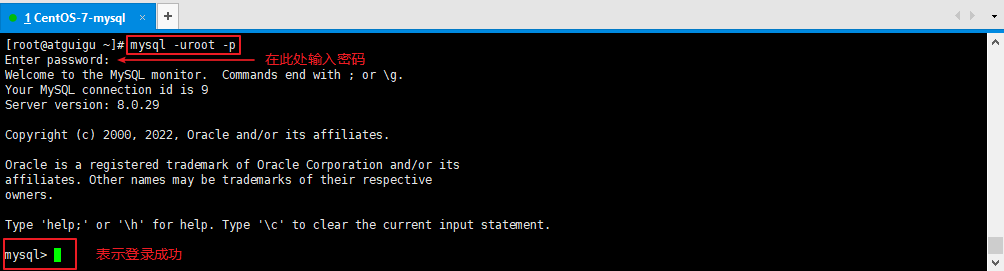 1 CentOS-7-mysql
[root@atguigu ~]# mysql -uroot -p
Enter password: 在此处输入密码
Welcome to the MySQL monitor.  Commands end with ; or \g.
Your MySQL connection id is 9
Server version: 8.0.29
Copyright (c) 2000, 2022, Oracle and/or its affiliates.
Oracle is a registered trademark of Oracle Corporation and/or its
affiliates. Other names may be trademarks of their respective
owners.
Type 'help;' or '\h' for help. Type '\c' to clear the current input statement.
mysql> 表示登录成功